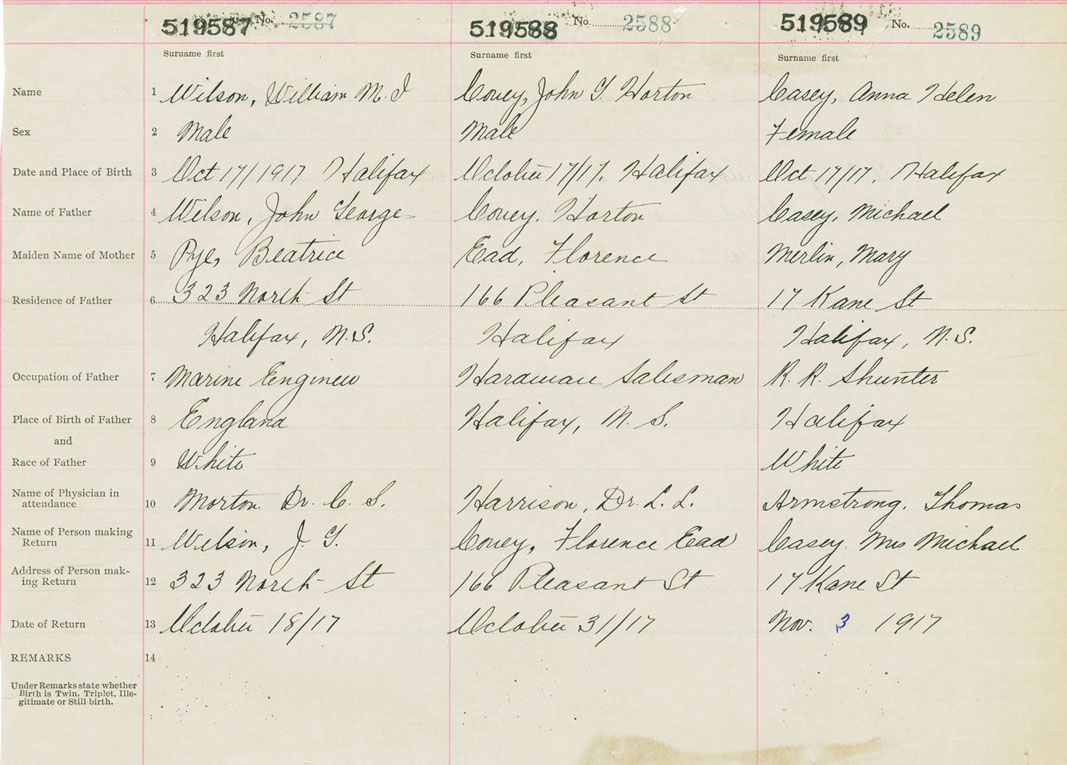 519587 No. 2587 519588 No. 2588 519589 No. 2589
Surname first Surname first Surname first
Name 1 Wilson, William M. J Covey, John G Horton Casey, Anna Helen
Sex 2 Male Male Female
Date and Place of Birth 3 Oct 17/1917 Halifax October 17/17. Halifax Oct 17/17. Halifax
Name of Father 4 Wilson, John George Covey. Horton Casey, Michael
Maiden Name of Mother 5 Pye, Beatrice Ead, Florence Merlin, Mary
Residence of Father 6 323 North St 166 Pleasant St 17 Kane St
Halifax, N.S. Halifax Halifax, N.S.
Occupation of Father 7 Marine Engineer Hardware Salesman R. R. Shunter
Place of Birth of Father 8 England Halifax, N. S. Halifax
and
Race of Father 9 White White
Name of Physician in
attendance 10 Morton Dr. C. S. Harrison, Dr. L. L. Armstrong. Thomas
Name of Person making
Return 11 Wilson, J. G. Covey, Florence Ead Casey. Mrs Michael
Address of Person mak-
ing Return 12 323 North St 166 Pleasant St 17 Kane St
Date of Return 13 October 18/17 October 31/17 Nov. 3 1917
REMARKS 14
Under Remarks state whether
Birth is Twin, Triplet, Ille-
gitimate or Still-birth.